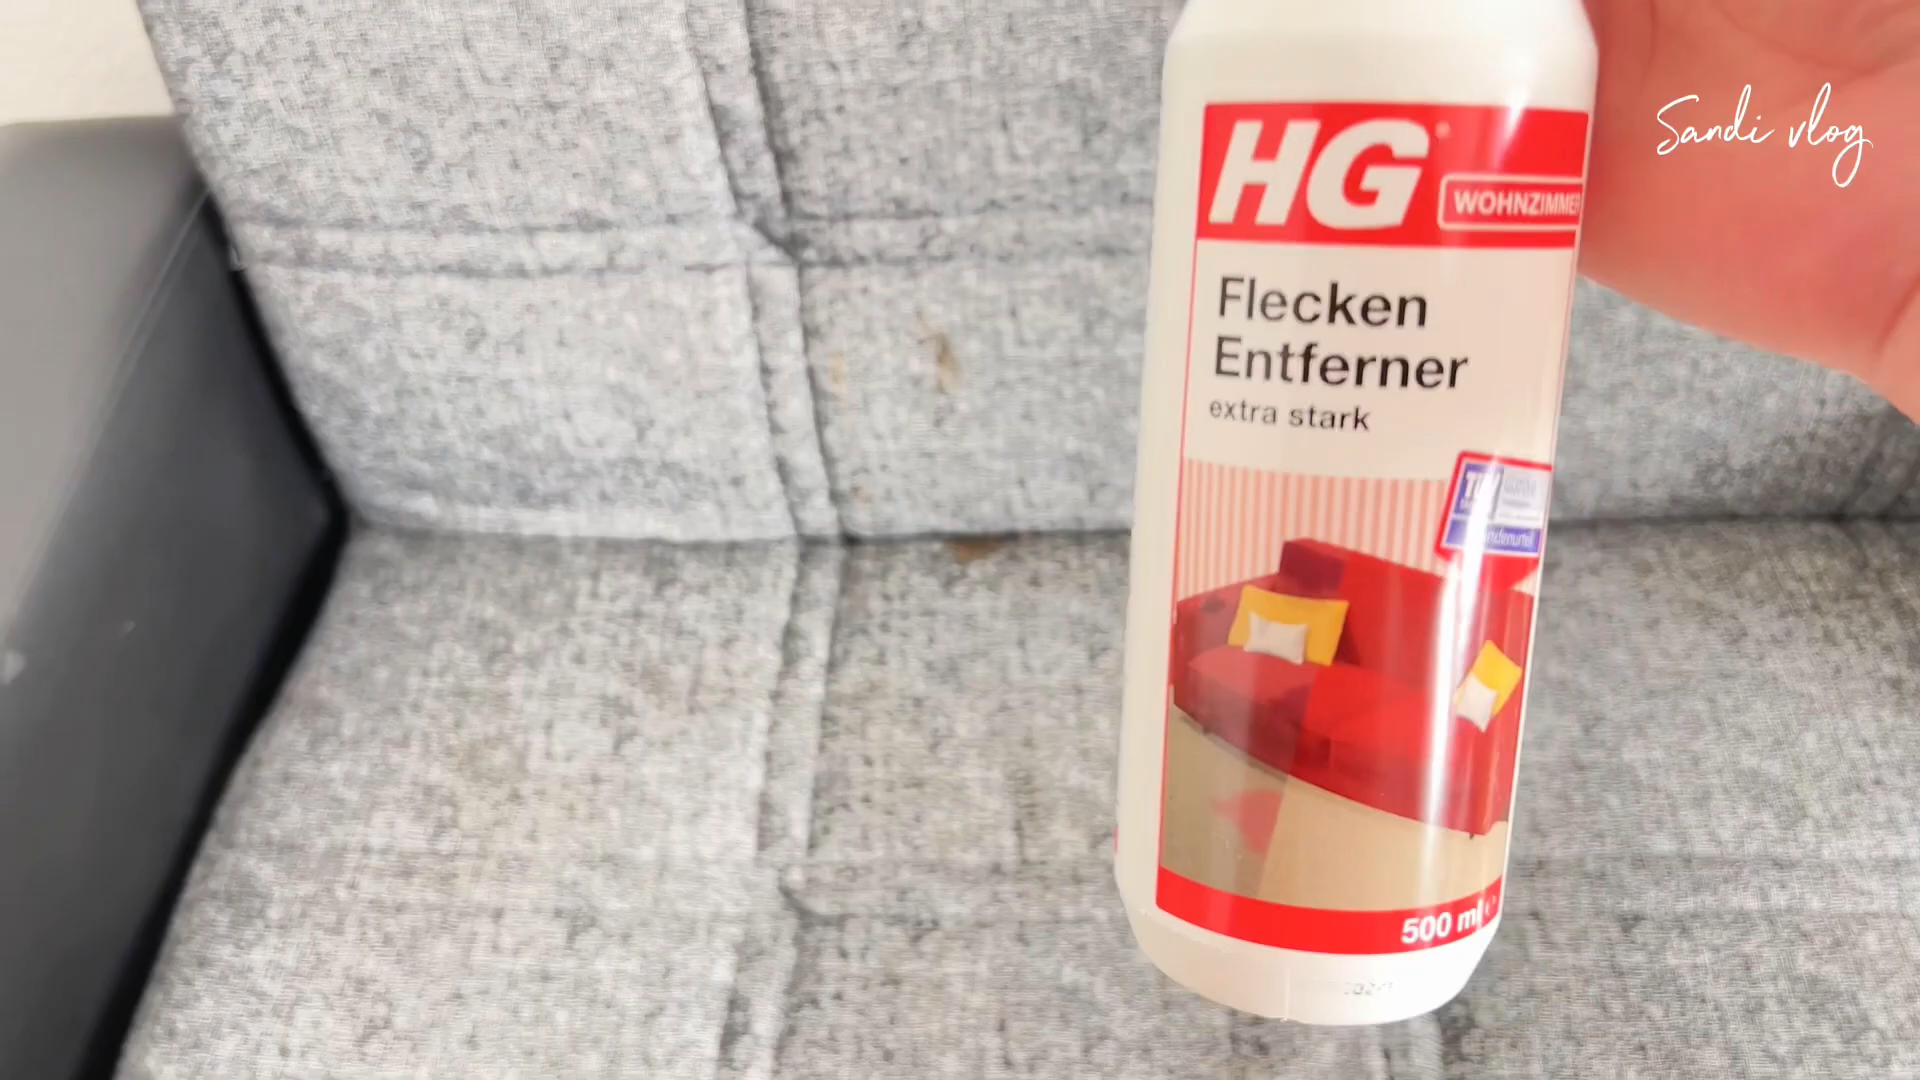 Sandi vlog
HG
WOHNZIMMER
Flecken
Entferner
extra stark
500 ml